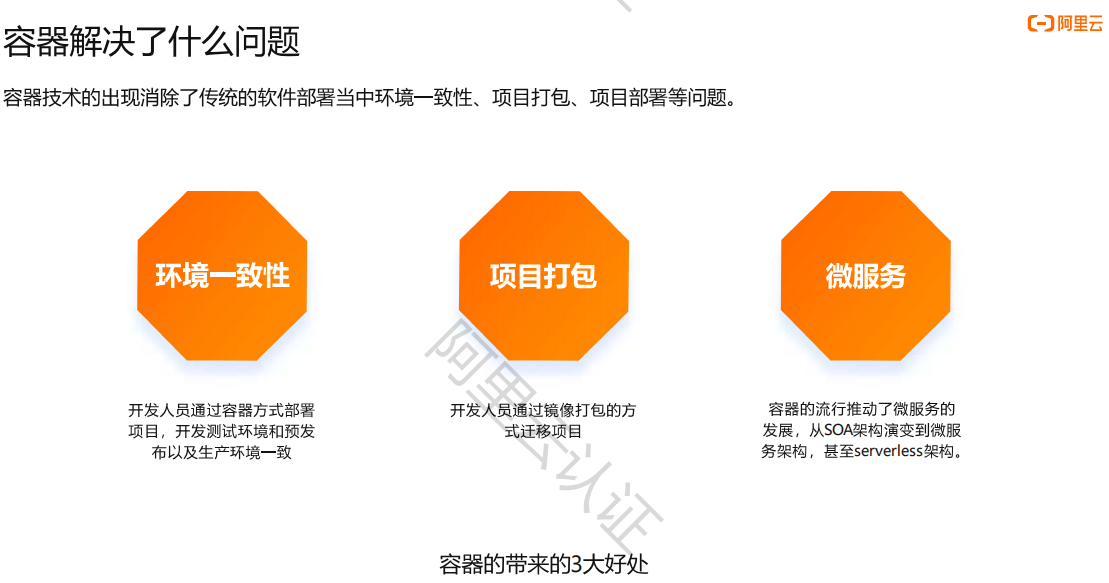 容器解决了什么问题
阿里云
容器技术的出现消除了传统的软件部署当中环境一致性、项目打包、项目部署等问题。
环境一致性
项目打包
微服务
开发人员通过容器方式部署
项目，开发测试环境和预发
布以及生产环境一致
开发人员通过镜像打包的方
式迁移项目
容器的流行推动了微服务的
发展，从SOA架构演变到微服
务架构，甚至serverless架构。
阿里云认证
容器的带来的3大好处